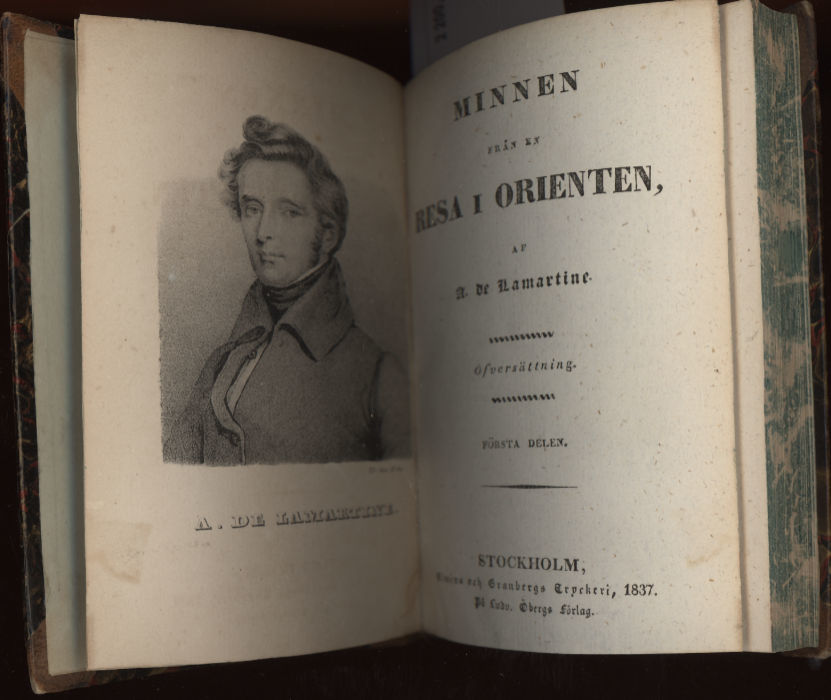 A. DE LAMARTINE.
MINNEN
FRÅN EN
RESA I ORIENTEN,
AF
A. de Lamartine.
Öfversättning.
FÖRSTA DELEN.
STOCKHOLM,
och Granbergs Tryckeri, 1837.
På Ludv. Öbergs Förlag.